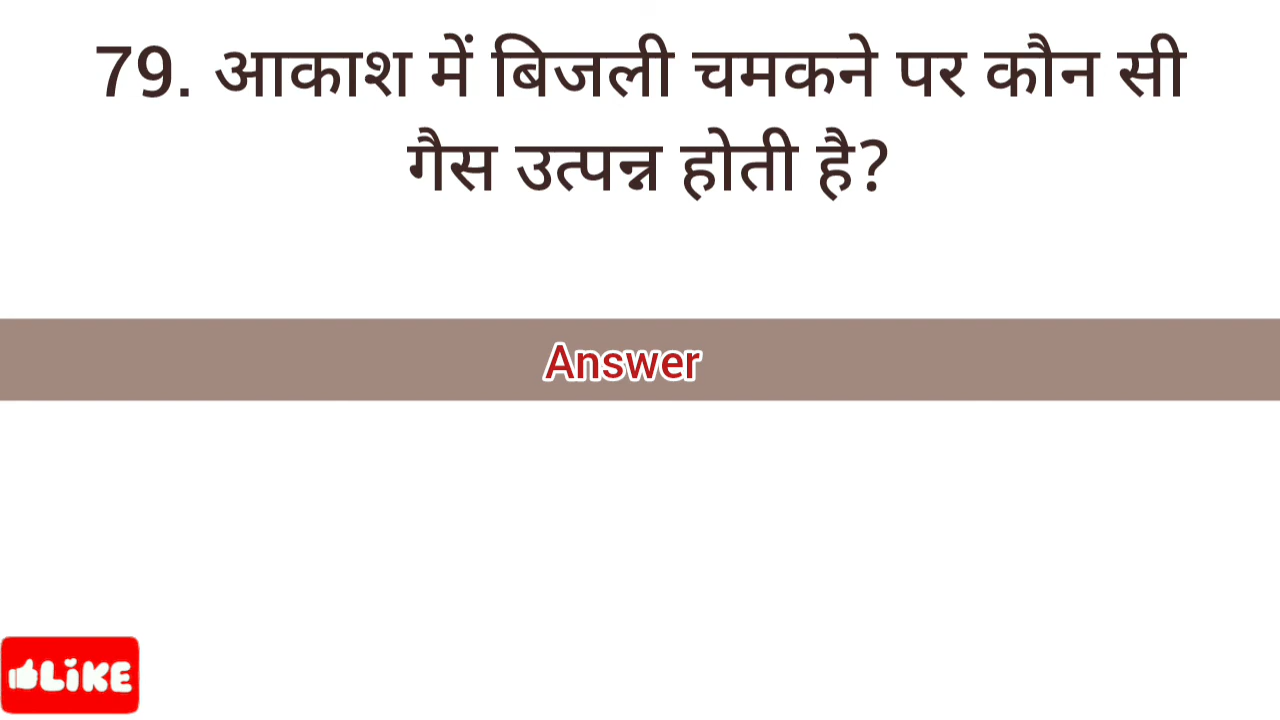 79. आकाश में बिजली चमकने पर कौन सी
गैस उत्पन्न होती है?
Answer
LiKE